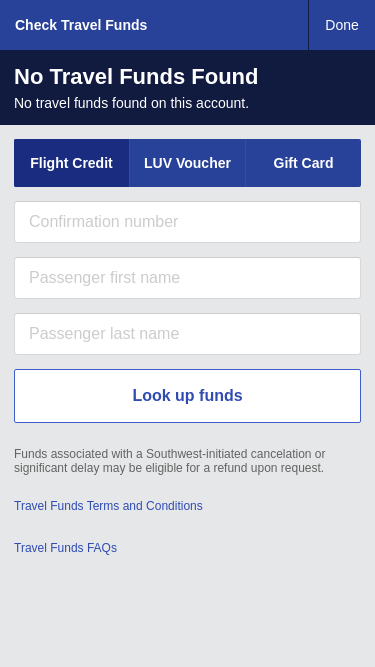 Check Travel Funds
Done
No Travel Funds Found
No travel funds found on this account.
Flight Credit
LUV Voucher
Gift Card
Confirmation number
Passenger first name
Passenger last name
Look up funds
Funds associated with a Southwest-initiated cancelation or
significant delay may be eligible for a refund upon request.
Travel Funds Terms and Conditions
Travel Funds FAQs